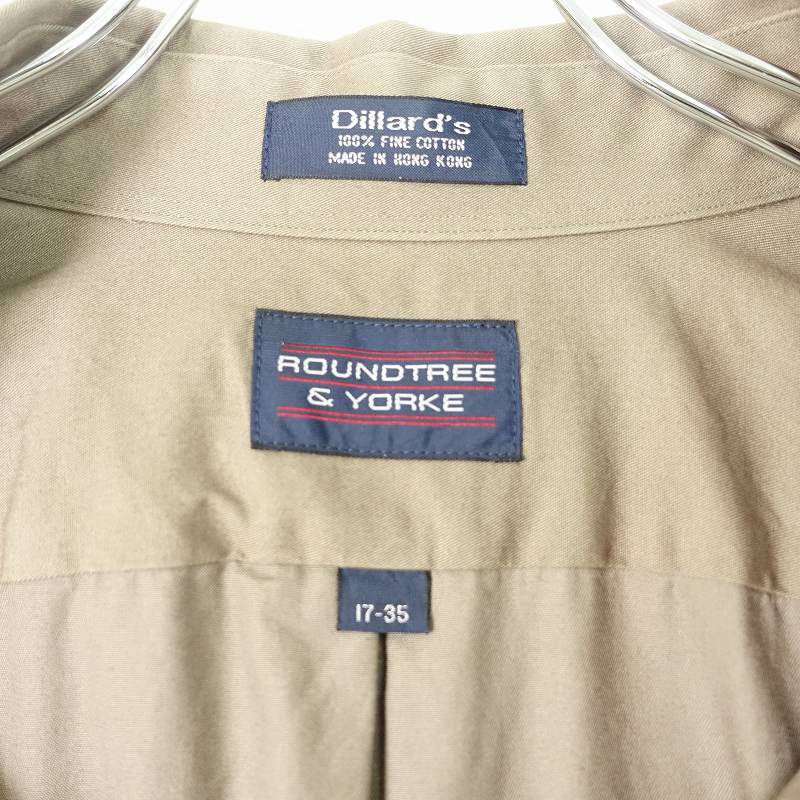 Dillard's
100% FINE COTTON
MADE IN HONG KONG
ROUNDTREE
& YORKE
17-35